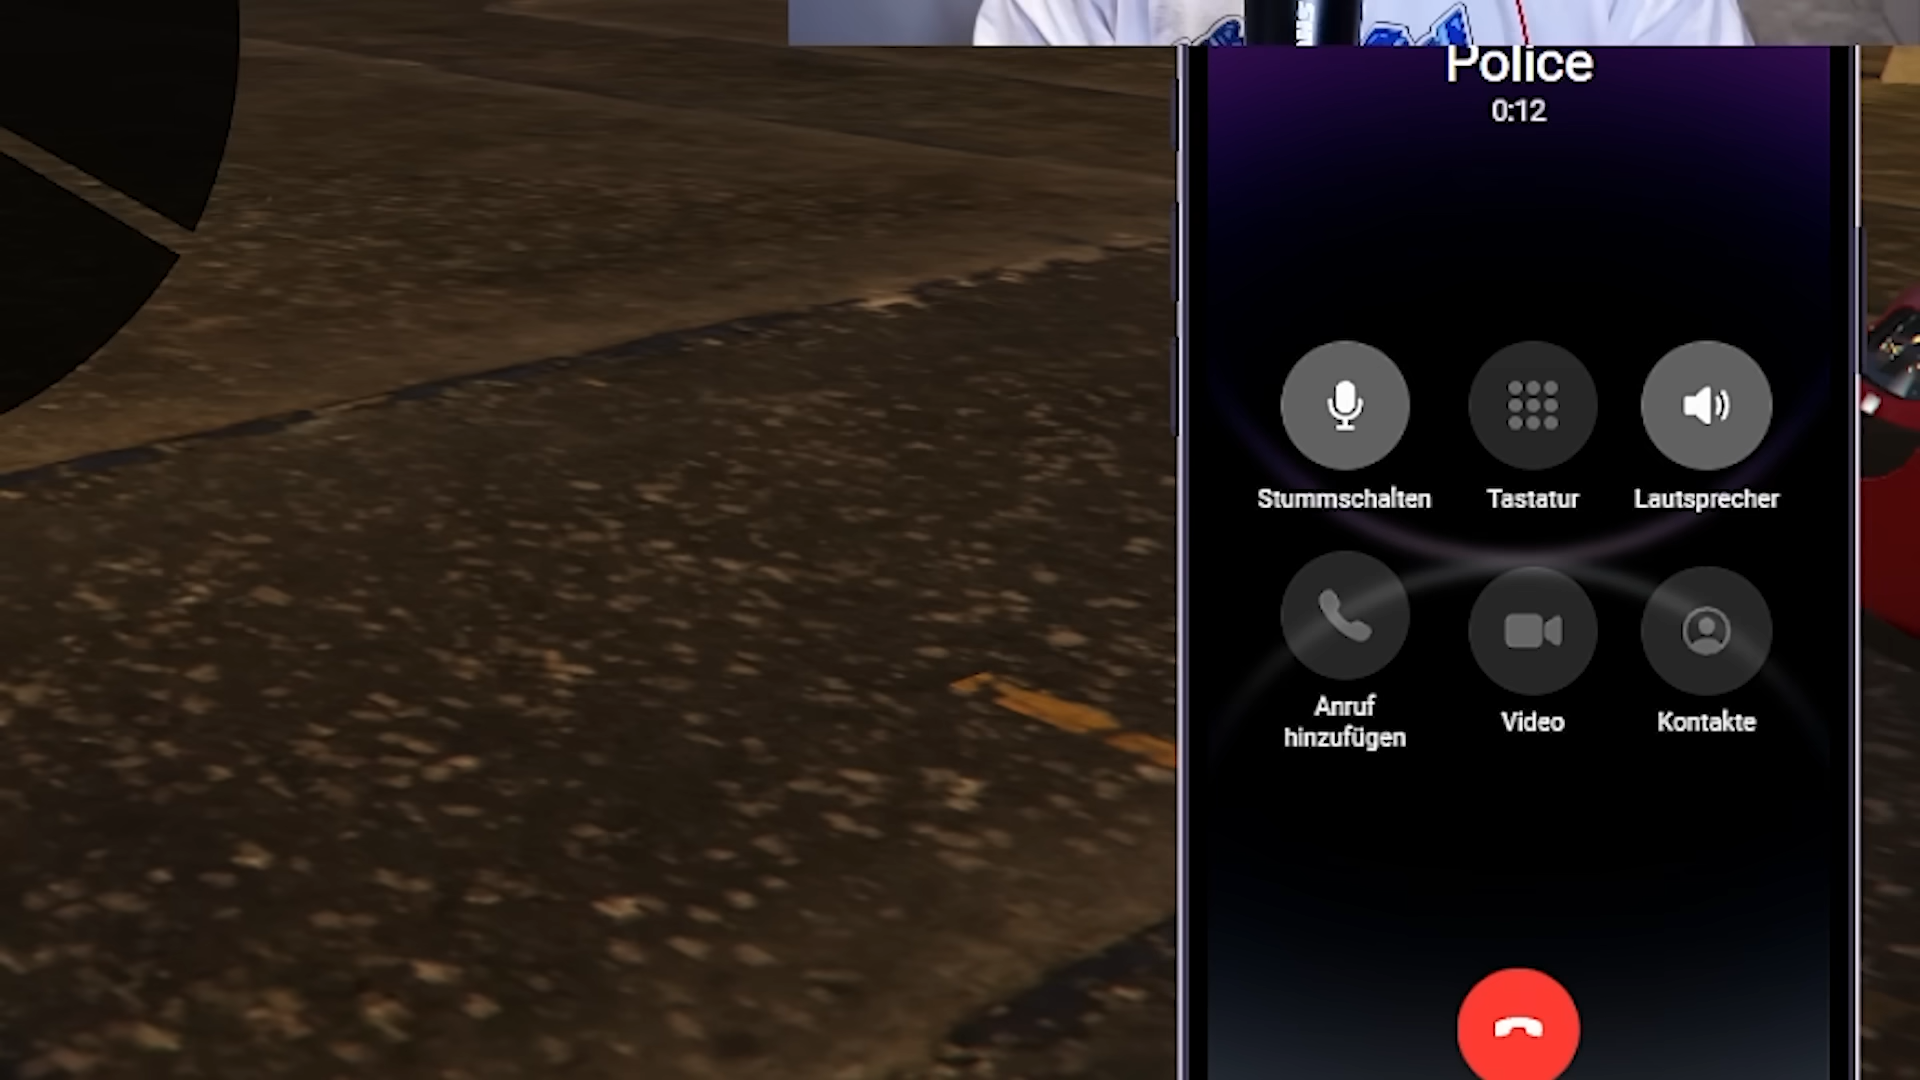 Police
0:12
Stummschalten
Tastatur
Lautsprecher
Anruf
hinzufügen
Video
Kontakte